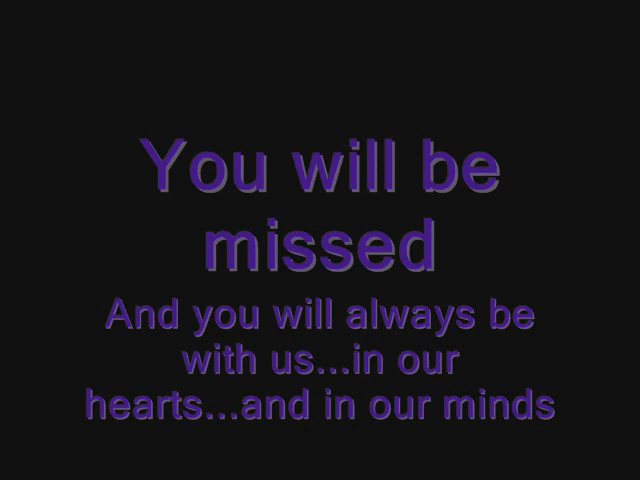 You will be
missed
And you will always be
with us...in our
hearts...and in our minds